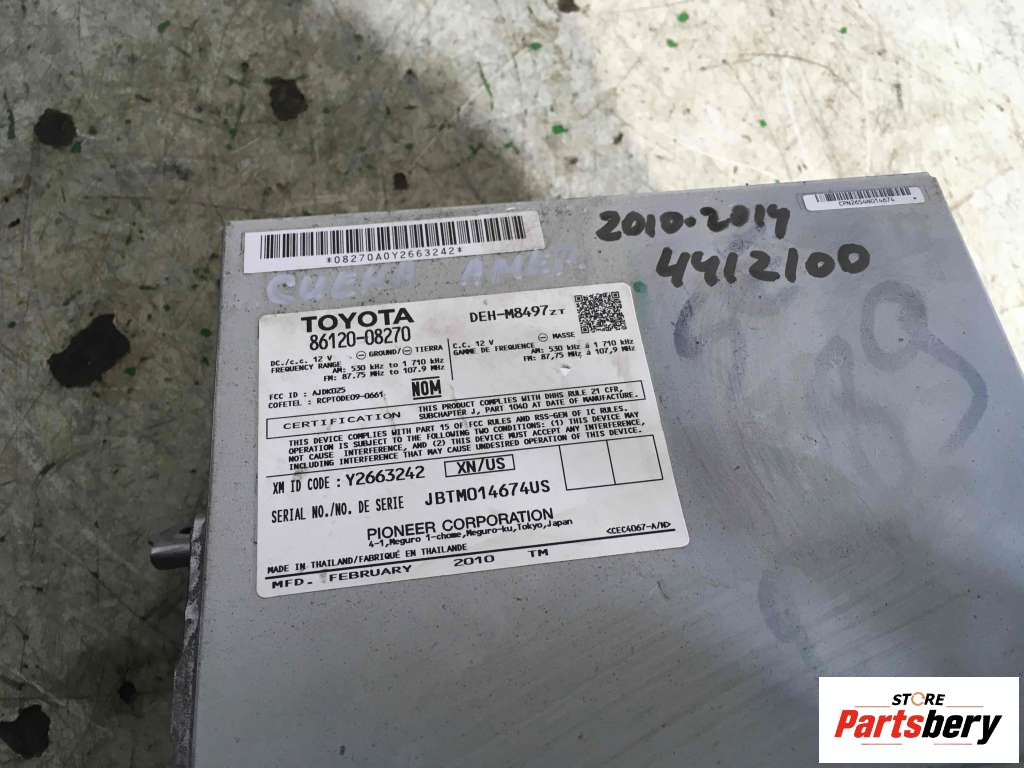 CPN26548014674
2010-2014
4412100
*08270A0Y2663242*
TOYOTA
86120-08270
DEH-M8497ZT
DC./c.c. 12 V GROUND/ TIERRA
FREQUENCY RANGE AM: 530 kHz to 1 710 kHz
FM: 87.75 MHz to 107.9 MHz
C.C. 12 V MASSE
GAMME DE FREQUENCE AM: 530 kHz à 1 710 kHz
FM: 87,75 MHz à 107,9 MHz
FCC ID : AJDK025
COFETEL : RCPTODE09-0661
NOM
CERTIFICATION
THIS PRODUCT COMPLIES WITH DHHS RULE 21 CFR,
SUBCHAPTER J, PART 1040 AT DATE OF MANUFACTURE.
THIS DEVICE COMPLIES WITH PART 15 OF FCC RULES AND RSS-GEN OF IC RULES.
OPERATION IS SUBJECT TO THE FOLLOWING TWO CONDITIONS: (1) THIS DEVICE MAY
NOT CAUSE INTERFERENCE, AND (2) THIS DEVICE MUST ACCEPT ANY INTERFERENCE,
INCLUDING INTERFERENCE THAT MAY CAUSE UNDESIRED OPERATION OF THIS DEVICE.
XM ID CODE : Y2663242 XN/US
SERIAL NO./NO. DE SERIE JBTM014674US
PIONEER CORPORATION
4-1, Meguro 1-chome, Meguro-ku, Tokyo, Japan
<CEC4067-A/N>
MADE IN THAILAND/FABRIQUÉ EN THAILANDE
MFD- FEBRUARY 2010 TM
STORE
Partsbery